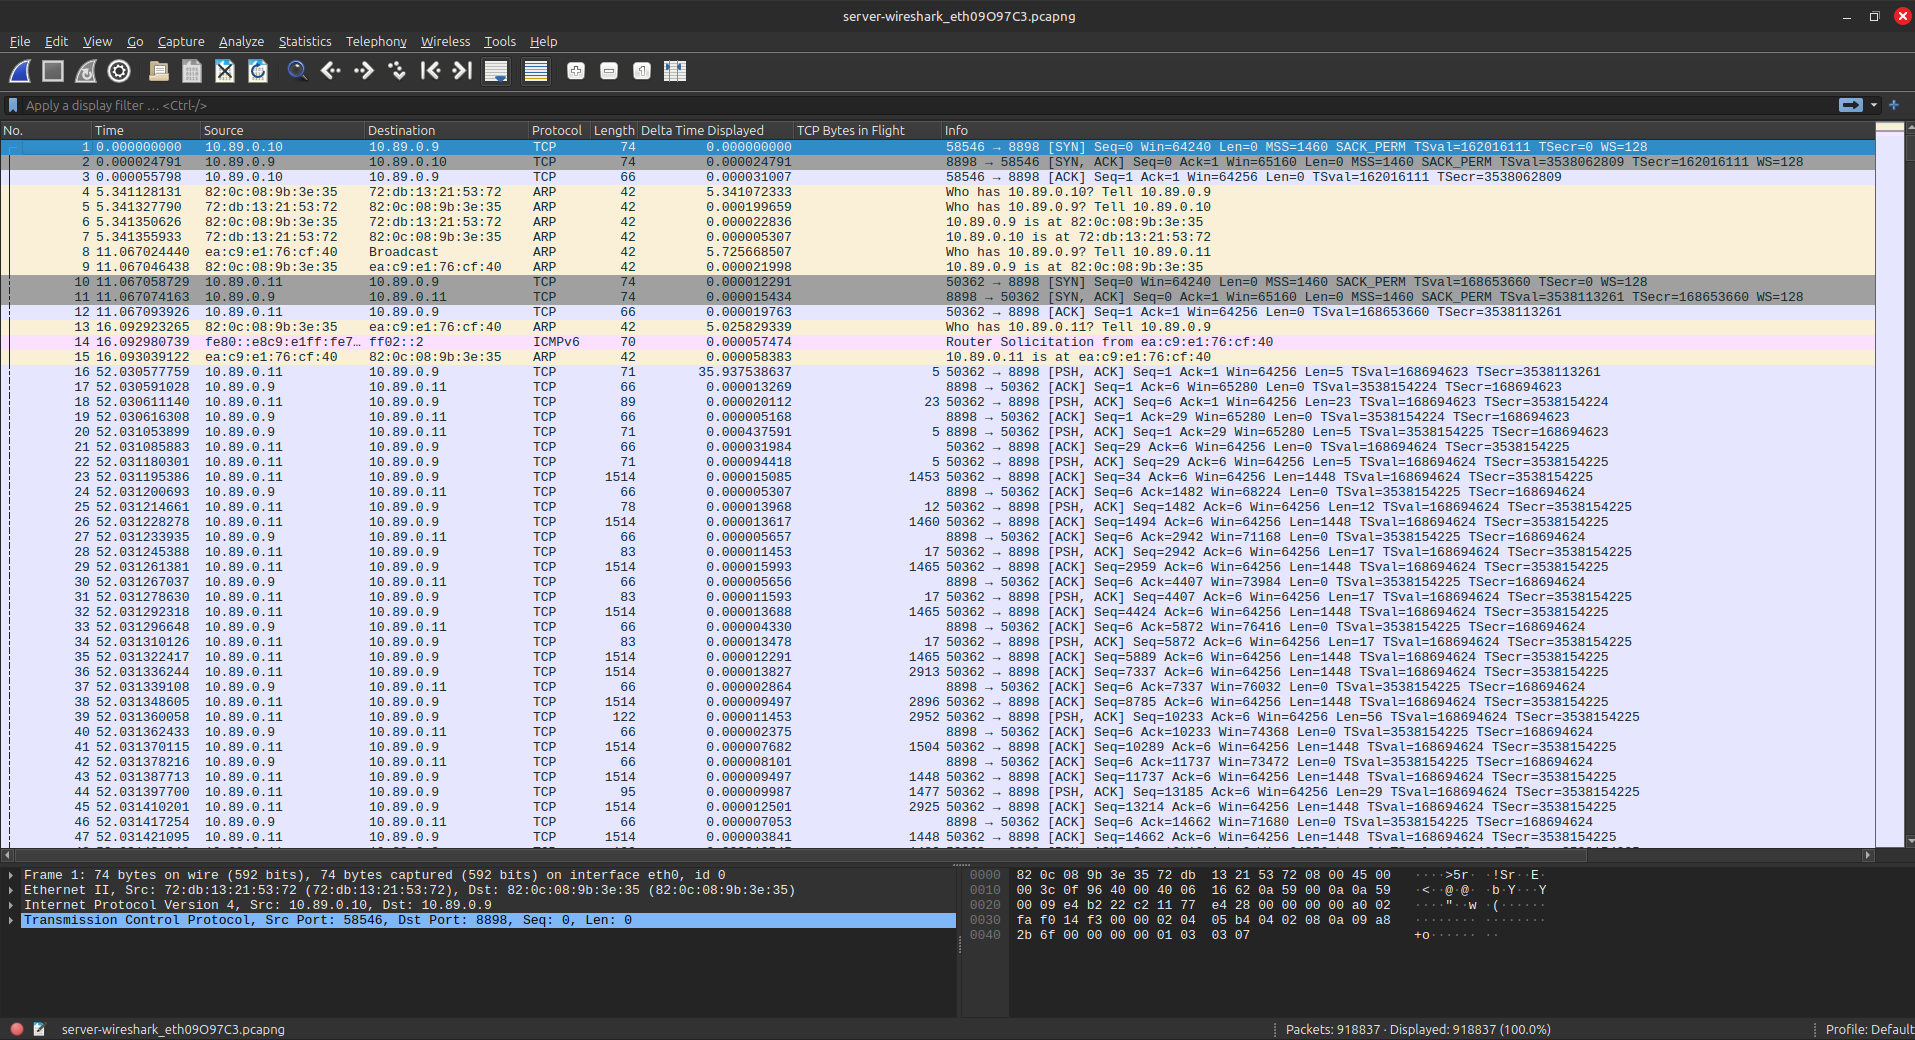 server-wireshark_eth09O97C3.pcapng
File Edit View Go Capture Analyze Statistics Telephony Wireless Tools Help
Apply a display filter … <Ctrl-/>
No. Time Source Destination Protocol Length Delta Time Displayed TCP Bytes in Flight Info
1 0.000000000 10.89.0.10 10.89.0.9 TCP 74 0.000000000 58546 → 8898 [SYN] Seq=0 Win=64240 Len=0 MSS=1460 SACK_PERM TSval=162016111 TSecr=0 WS=128
2 0.000024791 10.89.0.9 10.89.0.10 TCP 74 0.000024791 8898 → 58546 [SYN, ACK] Seq=0 Ack=1 Win=65160 Len=0 MSS=1460 SACK_PERM TSval=3538062809 TSecr=162016111 WS=128
3 0.000055798 10.89.0.10 10.89.0.9 TCP 66 0.000031007 58546 → 8898 [ACK] Seq=1 Ack=1 Win=64256 Len=0 TSval=162016111 TSecr=3538062809
4 5.341128131 82:0c:08:9b:3e:35 72:db:13:21:53:72 ARP 42 5.341072333 Who has 10.89.0.10? Tell 10.89.0.9
5 5.341327790 72:db:13:21:53:72 82:0c:08:9b:3e:35 ARP 42 0.000199659 Who has 10.89.0.9? Tell 10.89.0.10
6 5.341350626 82:0c:08:9b:3e:35 72:db:13:21:53:72 ARP 42 0.000022836 10.89.0.9 is at 82:0c:08:9b:3e:35
7 5.341355933 72:db:13:21:53:72 82:0c:08:9b:3e:35 ARP 42 0.000005307 10.89.0.10 is at 72:db:13:21:53:72
8 11.067024440 ea:c9:e1:76:cf:40 Broadcast ARP 42 5.725668507 Who has 10.89.0.9? Tell 10.89.0.11
9 11.067046438 82:0c:08:9b:3e:35 ea:c9:e1:76:cf:40 ARP 42 0.000021998 10.89.0.9 is at 82:0c:08:9b:3e:35
10 11.067058729 10.89.0.11 10.89.0.9 TCP 74 0.000012291 50362 → 8898 [SYN] Seq=0 Win=64240 Len=0 MSS=1460 SACK_PERM TSval=168653660 TSecr=0 WS=128
11 11.067074163 10.89.0.9 10.89.0.11 TCP 74 0.000015434 8898 → 50362 [SYN, ACK] Seq=0 Ack=1 Win=65160 Len=0 MSS=1460 SACK_PERM TSval=3538113261 TSecr=168653660 WS=128
12 11.067093926 10.89.0.11 10.89.0.9 TCP 66 0.000019763 50362 → 8898 [ACK] Seq=1 Ack=1 Win=64256 Len=0 TSval=168653660 TSecr=3538113261
13 16.092923265 82:0c:08:9b:3e:35 ea:c9:e1:76:cf:40 ARP 42 5.025829339 Who has 10.89.0.11? Tell 10.89.0.9
14 16.092980739 fe80::e8c9:e1ff:fe7… ff02::2 ICMPv6 70 0.000057474 Router Solicitation from ea:c9:e1:76:cf:40
15 16.093039122 ea:c9:e1:76:cf:40 82:0c:08:9b:3e:35 ARP 42 0.000058383 10.89.0.11 is at ea:c9:e1:76:cf:40
16 52.030577759 10.89.0.11 10.89.0.9 TCP 71 35.937538637 5 50362 → 8898 [PSH, ACK] Seq=1 Ack=1 Win=64256 Len=5 TSval=168694623 TSecr=3538113261
17 52.030591028 10.89.0.9 10.89.0.11 TCP 66 0.000013269 8898 → 50362 [ACK] Seq=1 Ack=6 Win=65280 Len=0 TSval=3538154224 TSecr=168694623
18 52.030611140 10.89.0.11 10.89.0.9 TCP 89 0.000020112 23 50362 → 8898 [PSH, ACK] Seq=6 Ack=1 Win=64256 Len=23 TSval=168694623 TSecr=3538154224
19 52.030616308 10.89.0.9 10.89.0.11 TCP 66 0.000005168 8898 → 50362 [ACK] Seq=1 Ack=29 Win=65280 Len=0 TSval=3538154224 TSecr=168694623
20 52.031053899 10.89.0.9 10.89.0.11 TCP 71 0.000437591 5 8898 → 50362 [PSH, ACK] Seq=1 Ack=29 Win=65280 Len=5 TSval=3538154225 TSecr=168694623
21 52.031085883 10.89.0.11 10.89.0.9 TCP 66 0.000031984 50362 → 8898 [ACK] Seq=29 Ack=6 Win=64256 Len=0 TSval=168694624 TSecr=3538154225
22 52.031180301 10.89.0.11 10.89.0.9 TCP 71 0.000094418 5 50362 → 8898 [PSH, ACK] Seq=29 Ack=6 Win=64256 Len=5 TSval=168694624 TSecr=3538154225
23 52.031195386 10.89.0.11 10.89.0.9 TCP 1514 0.000015085 1453 50362 → 8898 [ACK] Seq=34 Ack=6 Win=64256 Len=1448 TSval=168694624 TSecr=3538154225
24 52.031200693 10.89.0.9 10.89.0.11 TCP 66 0.000005307 8898 → 50362 [ACK] Seq=6 Ack=1482 Win=68224 Len=0 TSval=3538154225 TSecr=168694624
25 52.031214661 10.89.0.11 10.89.0.9 TCP 78 0.000013968 12 50362 → 8898 [PSH, ACK] Seq=1482 Ack=6 Win=64256 Len=12 TSval=168694624 TSecr=3538154225
26 52.031228278 10.89.0.11 10.89.0.9 TCP 1514 0.000013617 1460 50362 → 8898 [ACK] Seq=1494 Ack=6 Win=64256 Len=1448 TSval=168694624 TSecr=3538154225
27 52.031233935 10.89.0.9 10.89.0.11 TCP 66 0.000005657 8898 → 50362 [ACK] Seq=6 Ack=2942 Win=71168 Len=0 TSval=3538154225 TSecr=168694624
28 52.031245388 10.89.0.11 10.89.0.9 TCP 83 0.000011453 17 50362 → 8898 [PSH, ACK] Seq=2942 Ack=6 Win=64256 Len=17 TSval=168694624 TSecr=3538154225
29 52.031261381 10.89.0.11 10.89.0.9 TCP 1514 0.000015993 1465 50362 → 8898 [ACK] Seq=2959 Ack=6 Win=64256 Len=1448 TSval=168694624 TSecr=3538154225
30 52.031267037 10.89.0.9 10.89.0.11 TCP 66 0.000005656 8898 → 50362 [ACK] Seq=6 Ack=4407 Win=73984 Len=0 TSval=3538154225 TSecr=168694624
31 52.031278630 10.89.0.11 10.89.0.9 TCP 83 0.000011593 17 50362 → 8898 [PSH, ACK] Seq=4407 Ack=6 Win=64256 Len=17 TSval=168694624 TSecr=3538154225
32 52.031292318 10.89.0.11 10.89.0.9 TCP 1514 0.000013688 1465 50362 → 8898 [ACK] Seq=4424 Ack=6 Win=64256 Len=1448 TSval=168694624 TSecr=3538154225
33 52.031296648 10.89.0.9 10.89.0.11 TCP 66 0.000004330 8898 → 50362 [ACK] Seq=6 Ack=5872 Win=76416 Len=0 TSval=3538154225 TSecr=168694624
34 52.031310126 10.89.0.11 10.89.0.9 TCP 83 0.000013478 17 50362 → 8898 [PSH, ACK] Seq=5872 Ack=6 Win=64256 Len=17 TSval=168694624 TSecr=3538154225
35 52.031322417 10.89.0.11 10.89.0.9 TCP 1514 0.000012291 1465 50362 → 8898 [ACK] Seq=5889 Ack=6 Win=64256 Len=1448 TSval=168694624 TSecr=3538154225
36 52.031336244 10.89.0.11 10.89.0.9 TCP 1514 0.000013827 2913 50362 → 8898 [ACK] Seq=7337 Ack=6 Win=64256 Len=1448 TSval=168694624 TSecr=3538154225
37 52.031339108 10.89.0.9 10.89.0.11 TCP 66 0.000002864 8898 → 50362 [ACK] Seq=6 Ack=7337 Win=76032 Len=0 TSval=3538154225 TSecr=168694624
38 52.031348605 10.89.0.11 10.89.0.9 TCP 1514 0.000009497 2896 50362 → 8898 [ACK] Seq=8785 Ack=6 Win=64256 Len=1448 TSval=168694624 TSecr=3538154225
39 52.031360058 10.89.0.11 10.89.0.9 TCP 122 0.000011453 2952 50362 → 8898 [PSH, ACK] Seq=10233 Ack=6 Win=64256 Len=56 TSval=168694624 TSecr=3538154225
40 52.031362433 10.89.0.9 10.89.0.11 TCP 66 0.000002375 8898 → 50362 [ACK] Seq=6 Ack=10233 Win=74368 Len=0 TSval=3538154225 TSecr=168694624
41 52.031370115 10.89.0.11 10.89.0.9 TCP 1514 0.000007682 1504 50362 → 8898 [ACK] Seq=10289 Ack=6 Win=64256 Len=1448 TSval=168694624 TSecr=3538154225
42 52.031378216 10.89.0.9 10.89.0.11 TCP 66 0.000008101 8898 → 50362 [ACK] Seq=6 Ack=11737 Win=73472 Len=0 TSval=3538154225 TSecr=168694624
43 52.031387713 10.89.0.11 10.89.0.9 TCP 1514 0.000009497 1448 50362 → 8898 [ACK] Seq=11737 Ack=6 Win=64256 Len=1448 TSval=168694624 TSecr=3538154225
44 52.031397700 10.89.0.11 10.89.0.9 TCP 95 0.000009987 1477 50362 → 8898 [PSH, ACK] Seq=13185 Ack=6 Win=64256 Len=29 TSval=168694624 TSecr=3538154225
45 52.031410201 10.89.0.11 10.89.0.9 TCP 1514 0.000012501 2925 50362 → 8898 [ACK] Seq=13214 Ack=6 Win=64256 Len=1448 TSval=168694624 TSecr=3538154225
46 52.031417254 10.89.0.9 10.89.0.11 TCP 66 0.000007053 8898 → 50362 [ACK] Seq=6 Ack=14662 Win=71680 Len=0 TSval=3538154225 TSecr=168694624
47 52.031421095 10.89.0.11 10.89.0.9 TCP 1514 0.000003841 1448 50362 → 8898 [ACK] Seq=14662 Ack=6 Win=64256 Len=1448 TSval=168694624 TSecr=3538154225
Frame 1: 74 bytes on wire (592 bits), 74 bytes captured (592 bits) on interface eth0, id 0
Ethernet II, Src: 72:db:13:21:53:72 (72:db:13:21:53:72), Dst: 82:0c:08:9b:3e:35 (82:0c:08:9b:3e:35)
Internet Protocol Version 4, Src: 10.89.0.10, Dst: 10.89.0.9
Transmission Control Protocol, Src Port: 58546, Dst Port: 8898, Seq: 0, Len: 0
0000 82 0c 08 9b 3e 35 72 db 13 21 53 72 08 00 45 00 ····>5r· ·!Sr··E·
0010 00 3c 0f 96 40 00 40 06 16 62 0a 59 00 0a 0a 59 ·<··@·@· ·b·Y···Y
0020 00 09 e4 b2 22 c2 11 77 e4 28 00 00 00 00 a0 02 ····"··w ·(······
0030 fa f0 14 f3 00 00 02 04 05 b4 04 02 08 0a 09 a8 ········ ········
0040 2b 6f 00 00 00 00 01 03 03 07 +o······ ··
server-wireshark_eth09O97C3.pcapng
Packets: 918837 · Displayed: 918837 (100.0%)
Profile: Default